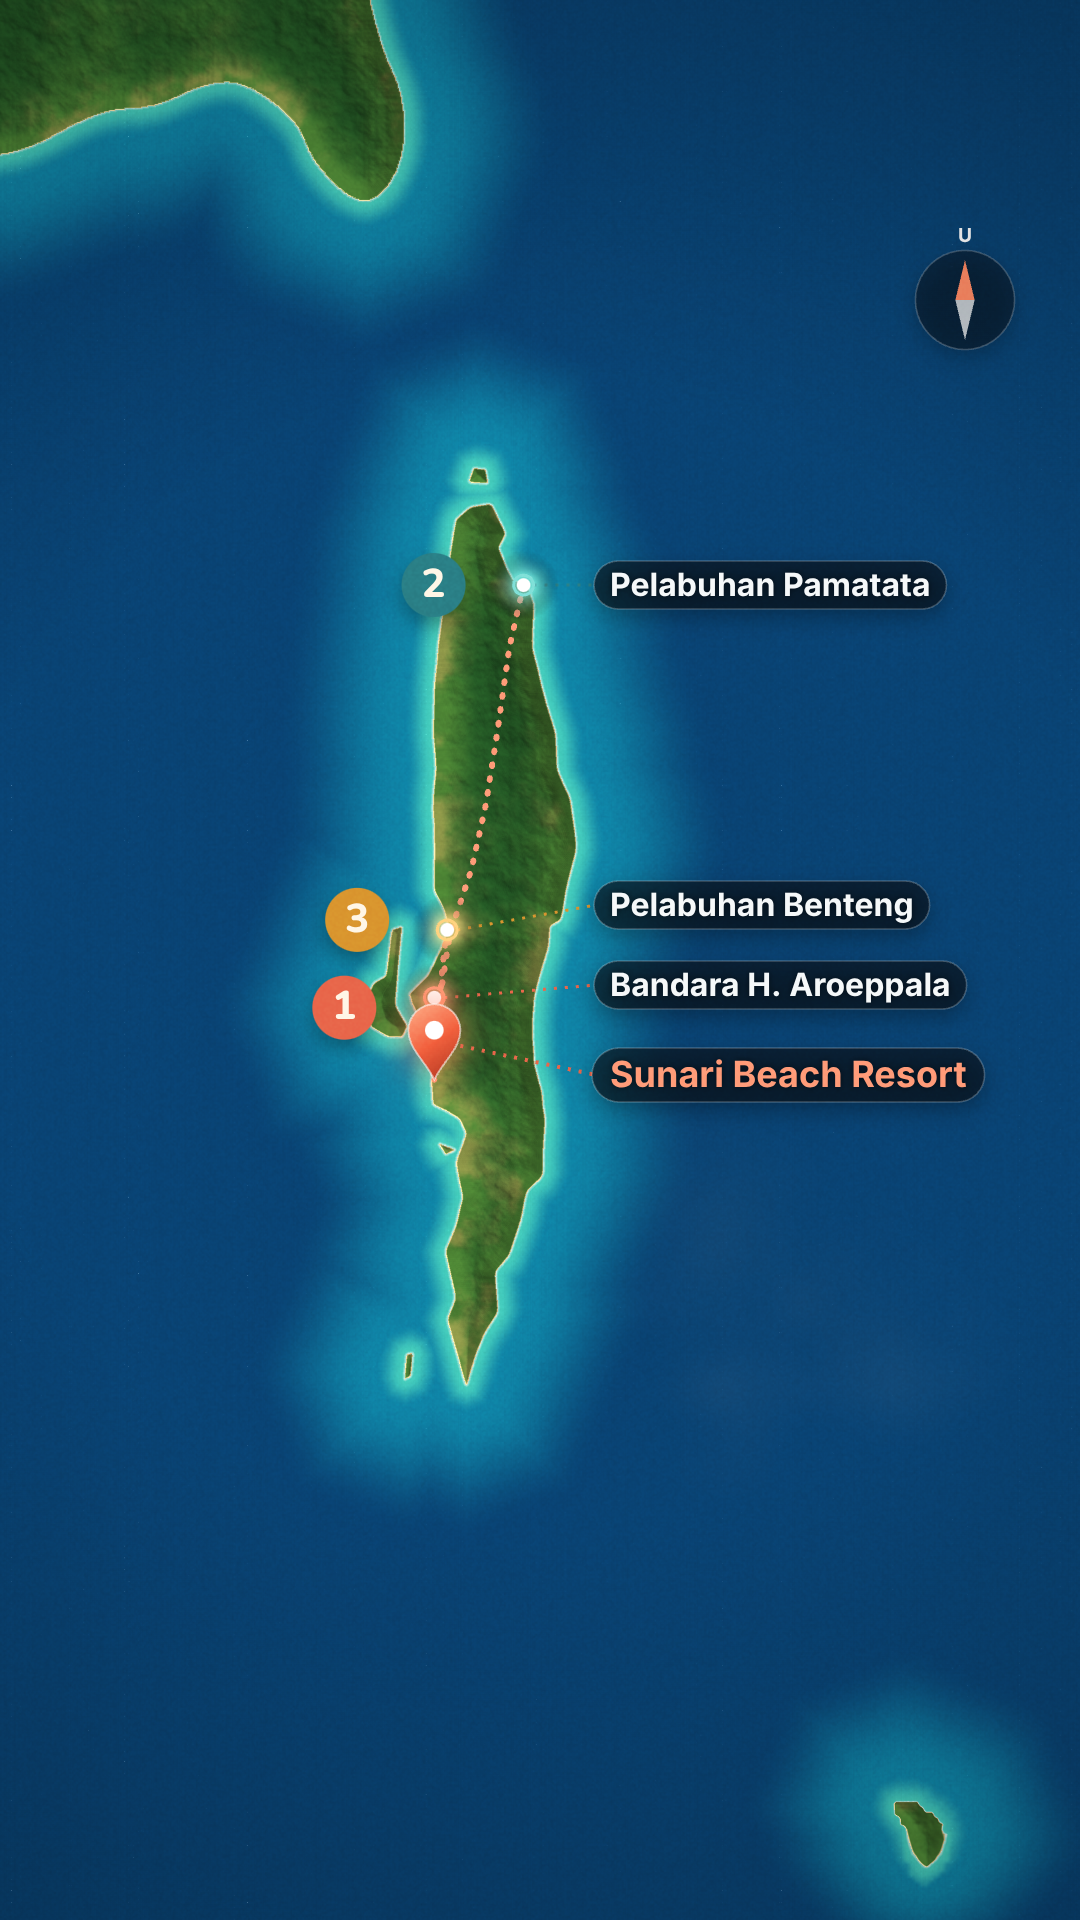 U
2
Pelabuhan Pamatata
3
Pelabuhan Benteng
1
Bandara H. Aroeppala
Sunari Beach Resort